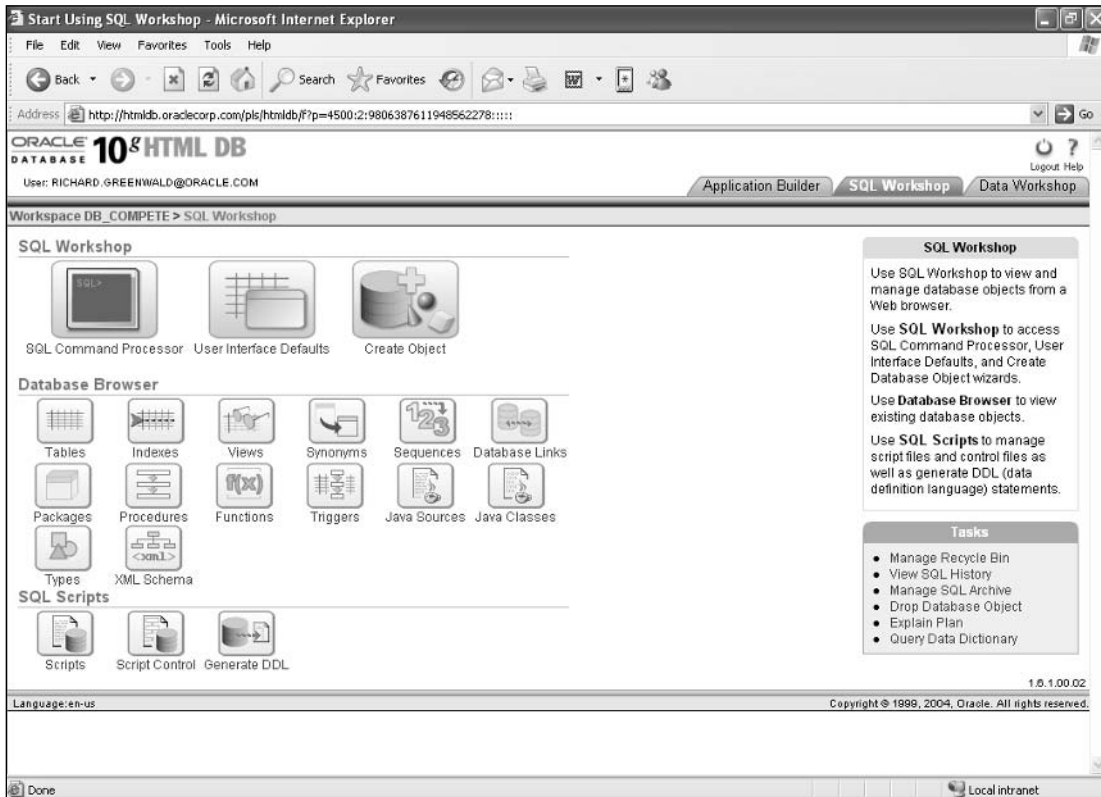 Start Using SQL Workshop - Microsoft Internet Explorer
File Edit View Favorites Tools Help
Back Search Favorites
Address http://htmldb.oraclecorp.com/pls/htmldb/f?p=4500:2:9806387611948562278::::: Go
ORACLE DATABASE 10g HTML DB
Logout Help
User: RICHARD.GREENWALD@ORACLE.COM
Application Builder SQL Workshop Data Workshop
Workspace DB_COMPETE > SQL Workshop
SQL Workshop
SQL>
SQL Command Processor User Interface Defaults Create Object
Database Browser
123
Tables Indexes Views Synonyms Sequences Database Links
f(x)
Packages Procedures Functions Triggers Java Sources Java Classes
<xml>
Types XML Schema
SQL Scripts
Scripts Script Control Generate DDL
SQL Workshop
Use SQL Workshop to view and
manage database objects from a
Web browser.
Use SQL Workshop to access
SQL Command Processor, User
Interface Defaults, and Create
Database Object wizards.
Use Database Browser to view
existing database objects.
Use SQL Scripts to manage
script files and control files as
well as generate DDL (data
definition language) statements.
Tasks
Manage Recycle Bin
View SQL History
Manage SQL Archive
Drop Database Object
Explain Plan
Query Data Dictionary
1.6.1.00.02
Language:en-us Copyright © 1999, 2004, Oracle. All rights reserved.
Done Local intranet